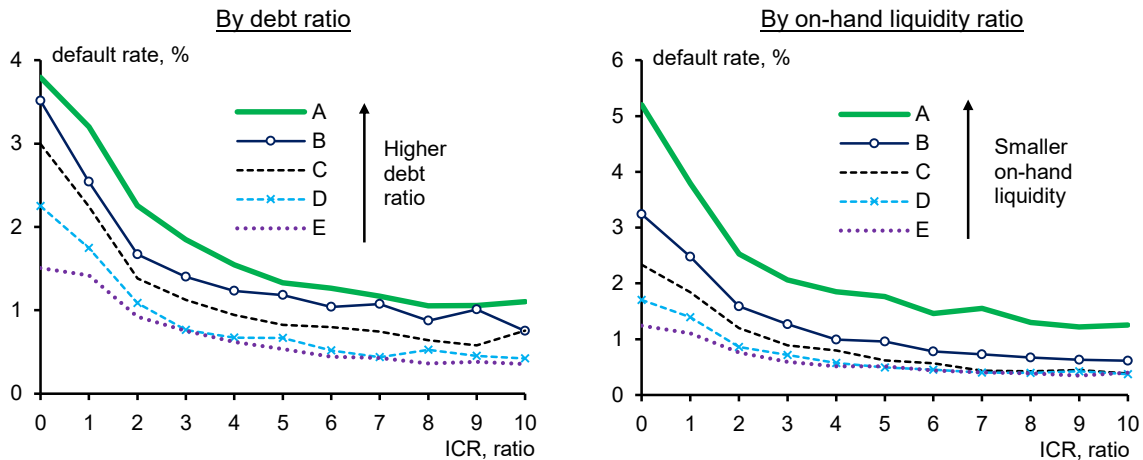 By debt ratio
default rate, %
4
3
2
1
0
0 1 2 3 4 5 6 7 8 9 10
ICR, ratio
A
B
C
D
E
Higher
debt
ratio
By on-hand liquidity ratio
default rate, %
6
5
4
3
2
1
0
0 1 2 3 4 5 6 7 8 9 10
ICR, ratio
A
B
C
D
E
Smaller
on-hand
liquidity